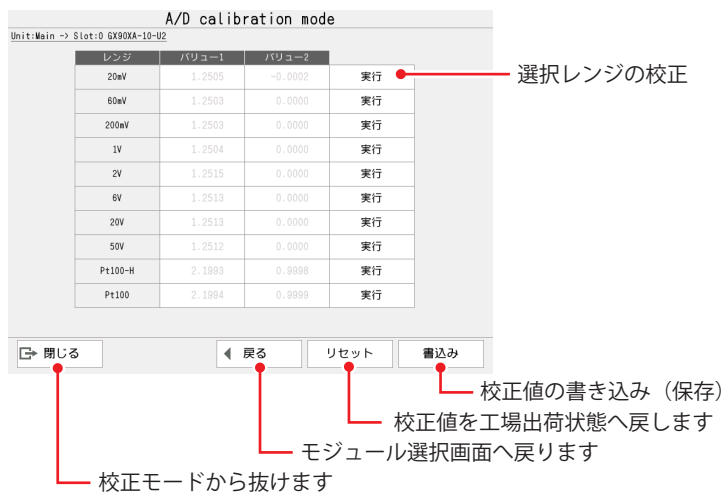 A/D calibration mode
Unit:Main -> Slot:0 GX90XA-10-U2
レンジ バリュー1 バリュー2
20mV 1.2505 -0.0002 実行
選択レンジの校正
60mV 1.2503 0.0000 実行
200mV 1.2503 0.0000 実行
1V 1.2504 0.0000 実行
2V 1.2515 0.0000 実行
6V 1.2513 0.0000 実行
20V 1.2513 0.0000 実行
50V 1.2512 0.0000 実行
Pt100-H 2.1993 0.9998 実行
Pt100 2.1994 0.9999 実行
閉じる 戻る リセット 書込み
校正値の書き込み（保存）
校正値を工場出荷状態へ戻します
モジュール選択画面へ戻ります
校正モードから抜けます